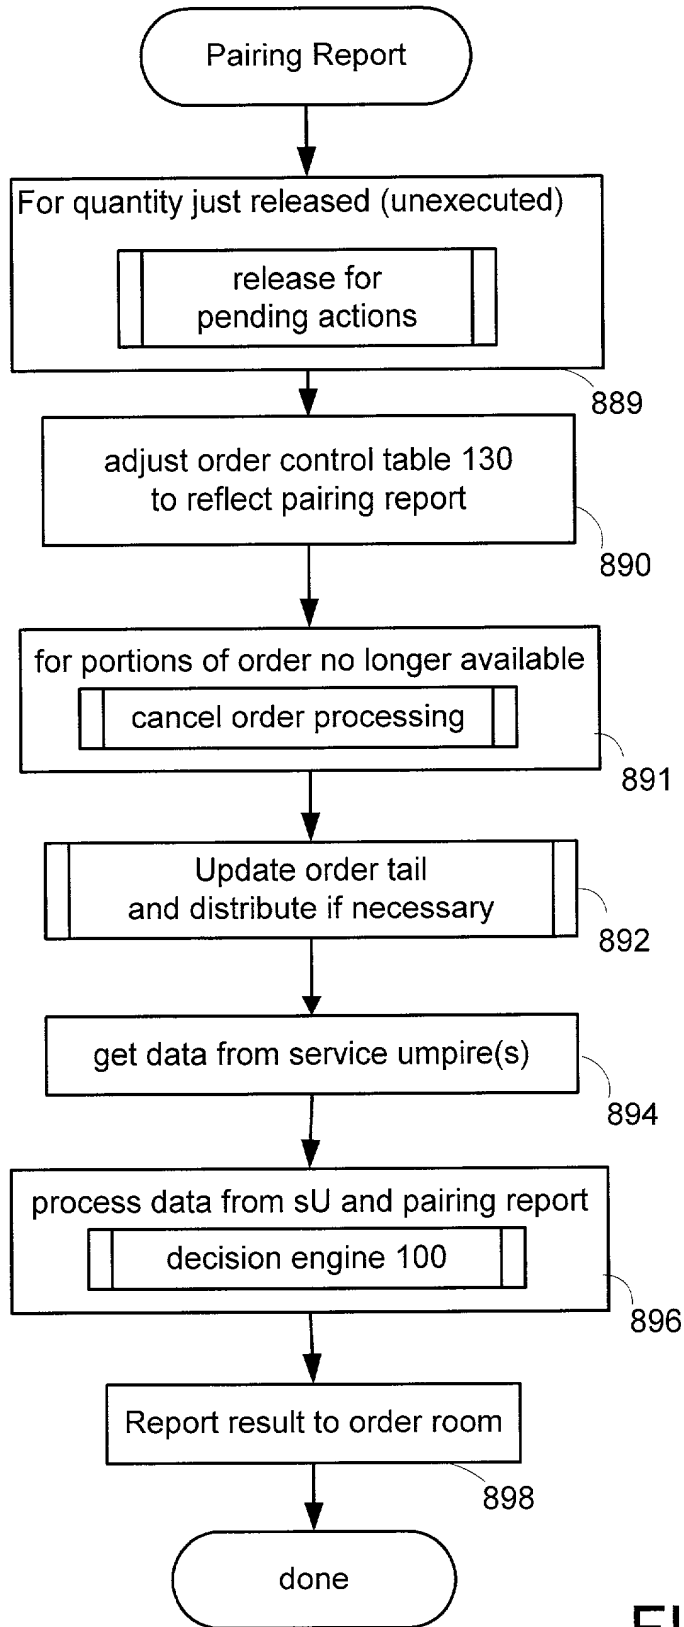 Pairing Report
For quantity just released (unexecuted)
release for
pending actions
889
adjust order control table 130
to reflect pairing report
890
for portions of order no longer available
cancel order processing
891
Update order tail
and distribute if necessary
892
get data from service umpire(s)
894
process data from sU and pairing report
decision engine 100
896
Report result to order room
898
done